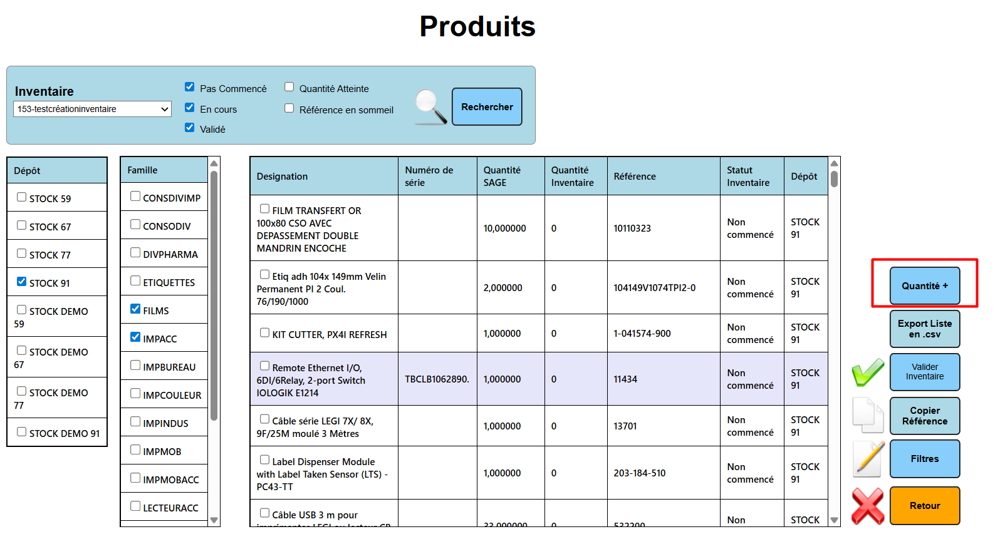 Produits
Inventaire
153-testcréationinventaire
Pas Commencé
En cours
Validé
Quantité Atteinte
Référence en sommeil
Rechercher
Dépôt
STOCK 59
STOCK 67
STOCK 77
STOCK 91
STOCK DEMO
59
STOCK DEMO
67
STOCK DEMO
77
STOCK DEMO 91
Famille
CONSDIVIMP
CONSODIV
DIVPHARMA
ETIQUETTES
FILMS
IMPACC
IMPBUREAU
IMPCOULEUR
IMPINDUS
IMPMOB
IMPMOBACC
LECTEURACC
Designation
Numéro de
série
Quantité
SAGE
Quantité
Inventaire
Référence
Statut
Inventaire
Dépôt
FILM TRANSFERT OR
100x80 CSO AVEC
DEPASSEMENT DOUBLE
MANDRIN ENCOCHE
10,000000
0
10110323
Non
commencé
STOCK
91
Etiq adh 104x 149mm Velin
Permanent PI 2 Coul.
76/190/1000
2,000000
0
104149V1074TPI2-0
Non
commencé
STOCK
91
KIT CUTTER, PX4I REFRESH
1,000000
0
1-041574-900
Non
commencé
STOCK
91
Remote Ethernet I/O,
6DI/6Relay, 2-port Switch
IOLOGIK E1214
TBCLB1062890.
1,000000
0
11434
Non
commencé
STOCK
91
Câble série LEGI 7X/ 8X,
9F/25M moulé 3 Mètres
1,000000
0
13701
Non
commencé
STOCK
91
Label Dispenser Module
with Label Taken Sensor (LTS) -
PC43-TT
1,000000
0
203-184-510
Non
commencé
STOCK
91
Câble USB 3 m pour
imprimantes LEGI ou lecteur CR
33,000000
0
532200
Non
STOCK
Quantité +
Export Liste
en .csv
Valider
Inventaire
Copier
Référence
Filtres
Retour